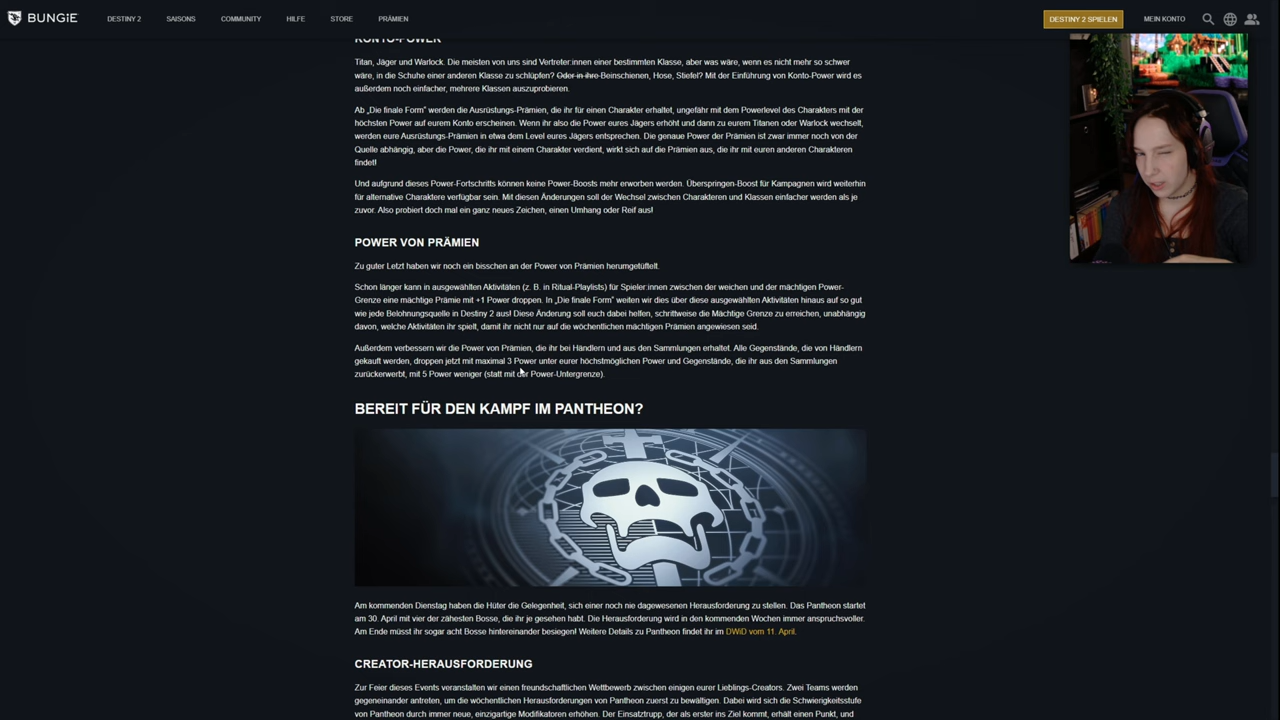 BUNGiE DESTINY 2 SAISONS COMMUNITY HILFE STORE PRÄMIEN DESTINY 2 SPIELEN MEIN KONTO
KONTO-POWER
Titan, Jäger und Warlock. Die meisten von uns sind Vertreter:innen einer bestimmten Klasse, aber was wäre, wenn es nicht mehr so schwer
wäre, in die Schuhe einer anderen Klasse zu schlüpfen? Oder in ihre Beinschienen, Hose, Stiefel? Mit der Einführung von Konto-Power wird es
außerdem noch einfacher, mehrere Klassen auszuprobieren.
Ab „Die finale Form" werden die Ausrüstungs-Prämien, die ihr für einen Charakter erhaltet, ungefähr mit dem Powerlevel des Charakters mit der
höchsten Power auf eurem Konto erscheinen. Wenn ihr also die Power eures Jägers erhöht und dann zu eurem Titanen oder Warlock wechselt,
werden eure Ausrüstungs-Prämien in etwa dem Level eures Jägers entsprechen. Die genaue Power der Prämien ist zwar immer noch von der
Quelle abhängig, aber die Power, die ihr mit einem Charakter verdient, wirkt sich auf die Prämien aus, die ihr mit euren anderen Charakteren
findet!
Und aufgrund dieses Power-Fortschritts können keine Power-Boosts mehr erworben werden. Überspringen-Boost für Kampagnen wird weiterhin
für alternative Charaktere verfügbar sein. Mit diesen Änderungen soll der Wechsel zwischen Charakteren und Klassen einfacher werden als je
zuvor. Also probiert doch mal ein ganz neues Zeichen, einen Umhang oder Reif aus!
POWER VON PRÄMIEN
Zu guter Letzt haben wir noch ein bisschen an der Power von Prämien herumgetüftelt.
Schon länger kann in ausgewählten Aktivitäten (z. B. in Ritual-Playlists) für Spieler:innen zwischen der weichen und der mächtigen Power-
Grenze eine mächtige Prämie mit +1 Power droppen. In „Die finale Form" weiten wir dies über diese ausgewählten Aktivitäten hinaus auf so gut
wie jede Belohnungsquelle in Destiny 2 aus! Diese Änderung soll euch dabei helfen, schrittweise die Mächtige Grenze zu erreichen, unabhängig
davon, welche Aktivitäten ihr spielt, damit ihr nicht nur auf die wöchentlichen mächtigen Prämien angewiesen seid.
Außerdem verbessern wir die Power von Prämien, die ihr bei Händlern und aus den Sammlungen erhaltet. Alle Gegenstände, die von Händlern
gekauft werden, droppen jetzt mit maximal 3 Power unter eurer höchstmöglichen Power und Gegenstände, die ihr aus den Sammlungen
zurückerwerbt, mit 5 Power weniger (statt mit der Power-Untergrenze).
BEREIT FÜR DEN KAMPF IM PANTHEON?
Am kommenden Dienstag haben die Hüter die Gelegenheit, sich einer noch nie dagewesenen Herausforderung zu stellen. Das Pantheon startet
am 30. April mit vier der zähesten Bosse, die ihr je gesehen habt. Die Herausforderung wird in den kommenden Wochen immer anspruchsvoller.
Am Ende müsst ihr sogar acht Bosse hintereinander besiegen! Weitere Details zu Pantheon findet ihr im DWiD vom 11. April.
CREATOR-HERAUSFORDERUNG
Zur Feier dieses Events veranstalten wir einen freundschaftlichen Wettbewerb zwischen einigen eurer Lieblings-Creators. Zwei Teams werden
gegeneinander antreten, um die wöchentlichen Herausforderungen von Pantheon zuerst zu bewältigen. Dabei wird sich die Schwierigkeitsstufe
von Pantheon durch immer neue, einzigartige Modifikatoren erhöhen. Der Einsatztrupp, der als erster ins Ziel kommt, erhält einen Punkt, und